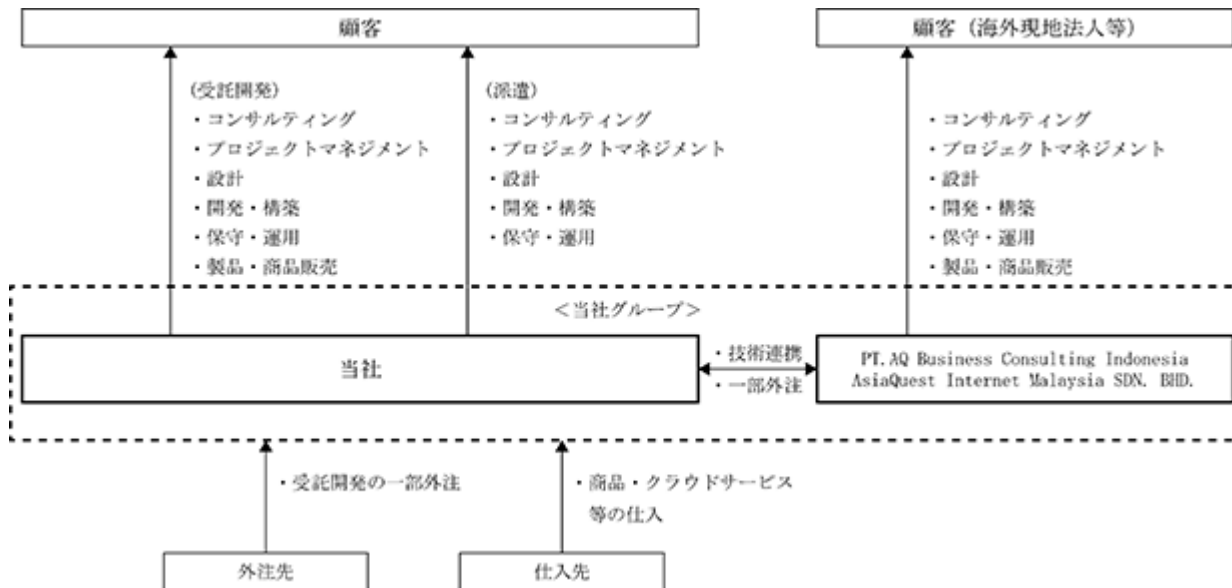 顧客
顧客 (海外現地法人等)
(受託開発)
・コンサルティング
・プロジェクトマネジメント
・設計
・開発・構築
・保守・運用
・製品・商品販売
(派遣)
・コンサルティング
・プロジェクトマネジメント
・設計
・開発・構築
・保守・運用
・コンサルティング
・プロジェクトマネジメント
・設計
・開発・構築
・保守・運用
・製品・商品販売
<当社グループ>
当社
・技術連携
・一部外注
PT.AQ Business Consulting Indonesia
AsiaQuest Internet Malaysia SDN. BHD.
・受託開発の一部外注
・商品・クラウドサービス
等の仕入
外注先
仕入先